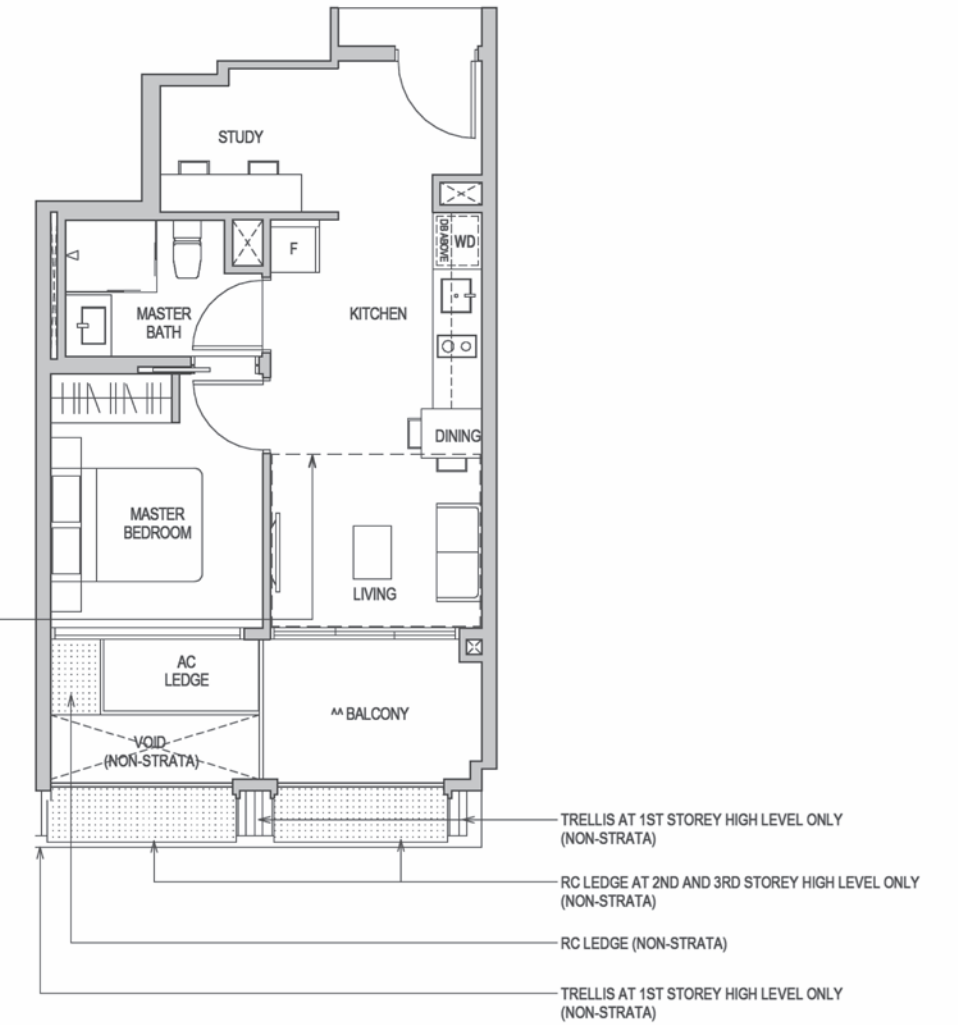 STUDY
F
DB ABOVE
WD
MASTER
BATH
KITCHEN
DINING
MASTER
BEDROOM
LIVING
AC
LEDGE
^^ BALCONY
VOID
(NON-STRATA)
TRELLIS AT 1ST STOREY HIGH LEVEL ONLY
(NON-STRATA)
RC LEDGE AT 2ND AND 3RD STOREY HIGH LEVEL ONLY
(NON-STRATA)
RC LEDGE (NON-STRATA)
TRELLIS AT 1ST STOREY HIGH LEVEL ONLY
(NON-STRATA)